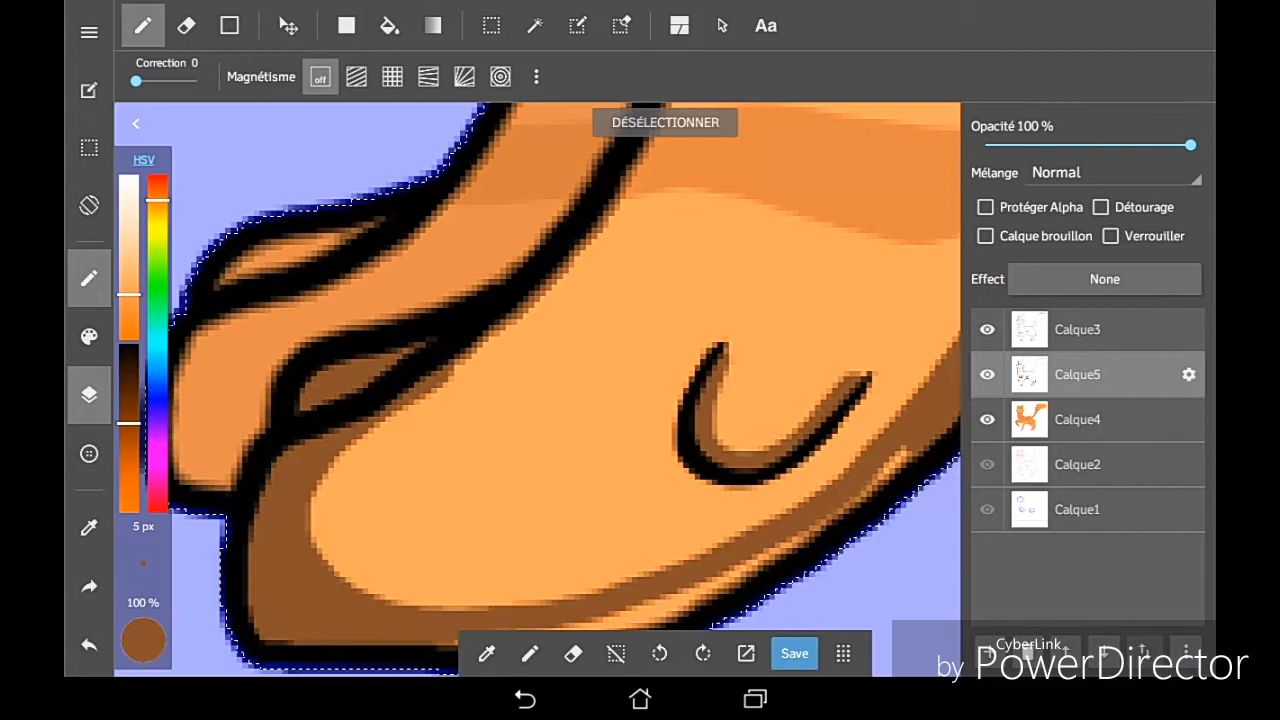 Aa
Correction 0
Magnétisme
off
DÉSÉLECTIONNER
Opacité 100 %
HSV
Mélange Normal
Protéger Alpha
Détourage
Calque brouillon
Verrouiller
Effect None
Calque3
Calque5
Calque4
Calque2
Calque1
5 px
100 %
Save
CyberLink
by PowerDirector